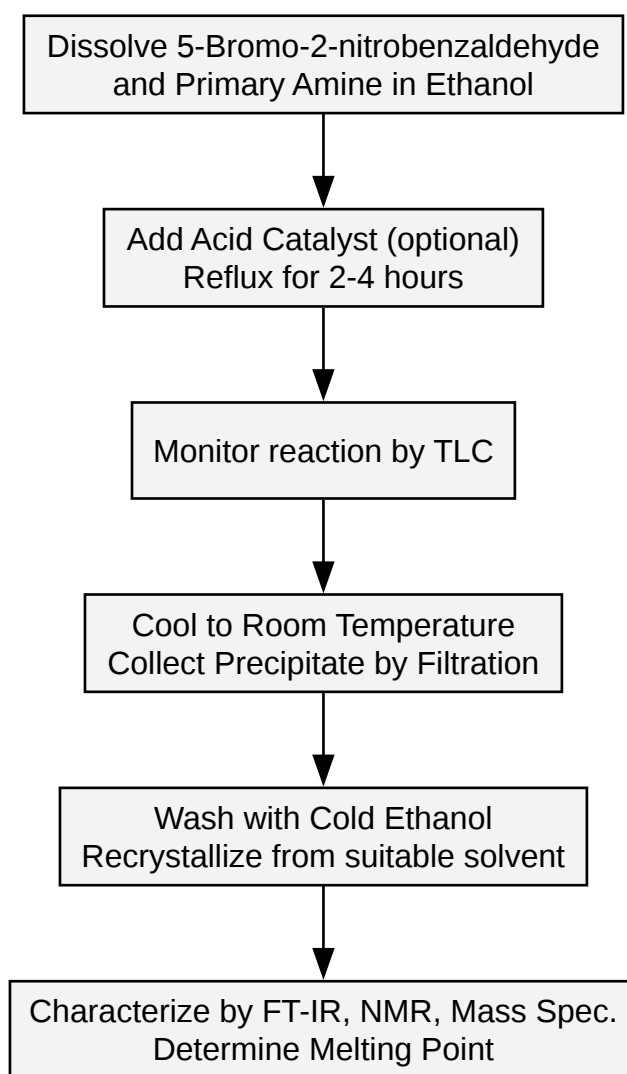 Dissolve 5-Bromo-2-nitrobenzaldehyde
and Primary Amine in Ethanol
Add Acid Catalyst (optional)
Reflux for 2-4 hours
Monitor reaction by TLC
Cool to Room Temperature
Collect Precipitate by Filtration
Wash with Cold Ethanol
Recrystallize from suitable solvent
Characterize by FT-IR, NMR, Mass Spec.
Determine Melting Point